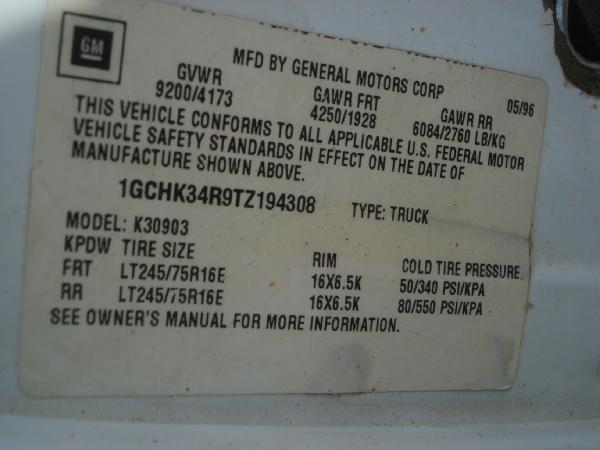 GM
MFD BY GENERAL MOTORS CORP 05/96
GVWR GAWR FRT GAWR RR
9200/4173 4250/1928 6084/2760 LB/KG
THIS VEHICLE CONFORMS TO ALL APPLICABLE U.S. FEDERAL MOTOR
VEHICLE SAFETY STANDARDS IN EFFECT ON THE DATE OF
MANUFACTURE SHOWN ABOVE.
1GCHK34R9TZ194308 TYPE: TRUCK
MODEL: K30903
KPDW TIRE SIZE RIM COLD TIRE PRESSURE.
FRT LT245/75R16E 16X6.5K 50/340 PSI/KPA
RR LT245/75R16E 16X6.5K 80/550 PSI/KPA
SEE OWNER'S MANUAL FOR MORE INFORMATION.